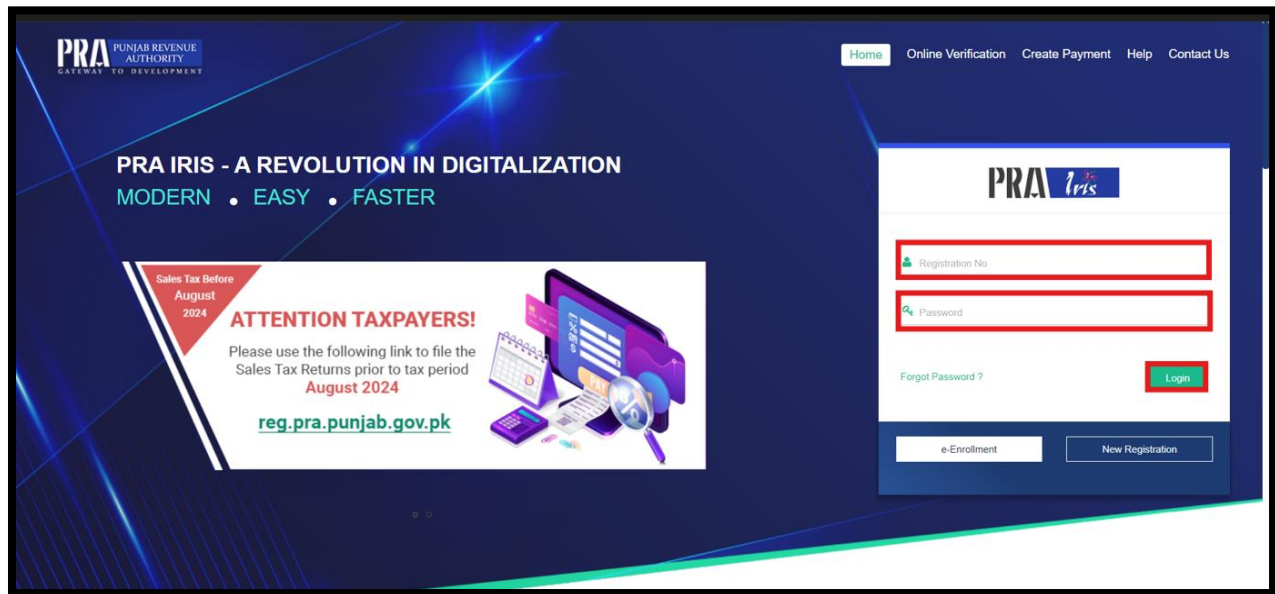 PRA PUNJAB REVENUE AUTHORITY
GATEWAY TO DEVELOPMENT
Home Online Verification Create Payment Help Contact Us
PRA IRIS - A REVOLUTION IN DIGITALIZATION
MODERN . EASY . FASTER
Sales Tax Before
August
2024
ATTENTION TAXPAYERS!
Please use the following link to file the
Sales Tax Returns prior to tax period
August 2024
reg.pra.punjab.gov.pk
PAY
PRA Iris
Registration No
Password
Forgot Password ?
Login
e-Enrollment
New Registration